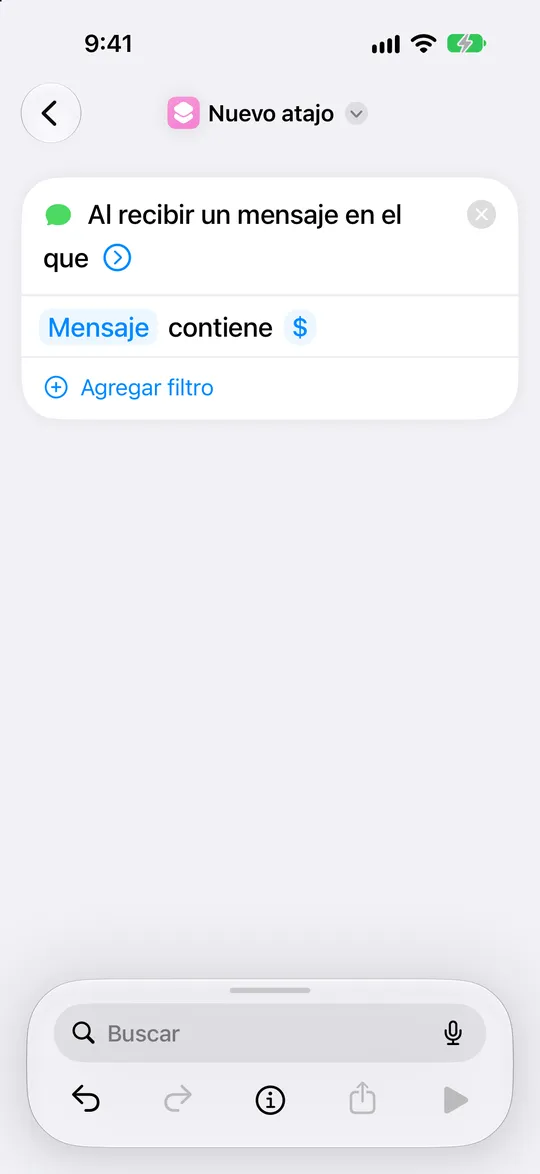 9:41
Nuevo atajo
Al recibir un mensaje en el
que
Mensaje contiene $
Agregar filtro
Buscar